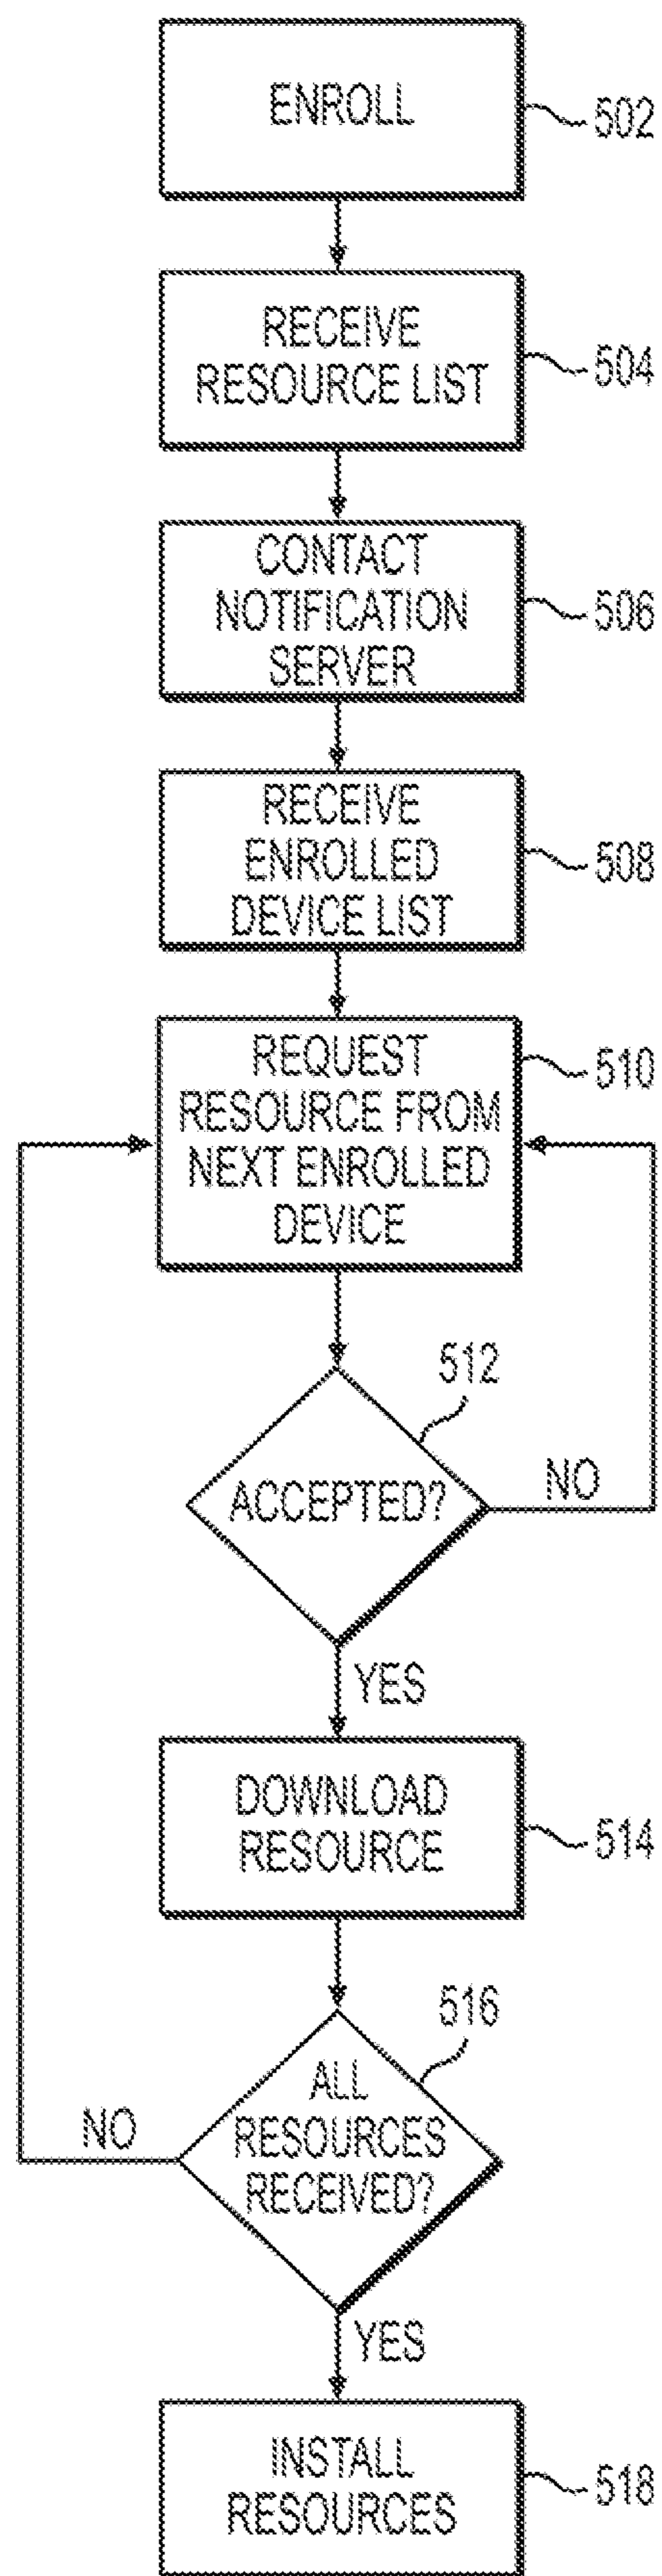 ENROLL
502
RECEIVE
RESOURCE LIST
504
CONTACT
NOTIFICATION
SERVER
506
RECEIVE
ENROLLED
DEVICE LIST
508
REQUEST
RESOURCE FROM
NEXT ENROLLED
DEVICE
510
512
ACCEPTED?
NO
YES
DOWNLOAD
RESOURCE
514
516
ALL
RESOURCES
RECEIVED?
NO
YES
INSTALL
RESOURCES
518